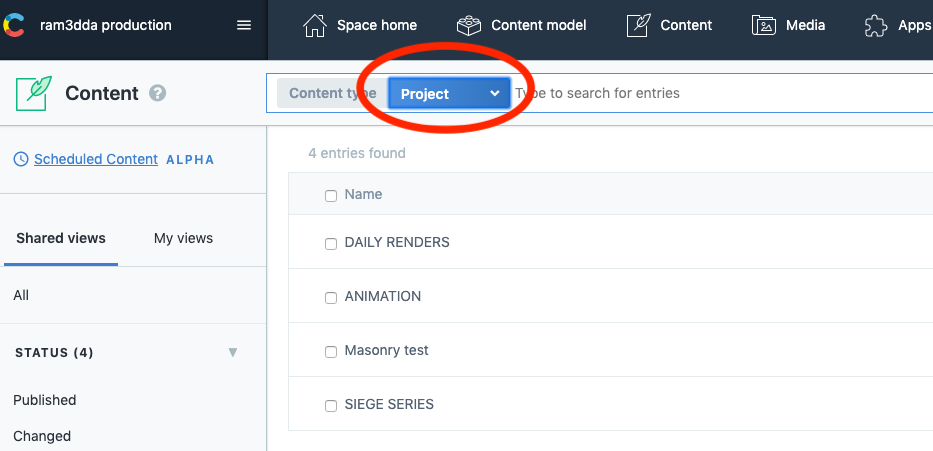 ram3dda production
Space home
Content model
Content
Media
Apps
Content ?
Content type
Project
Type to search for entries
Scheduled Content ALPHA
4 entries found
Name
Shared views
My views
DAILY RENDERS
All
ANIMATION
STATUS (4)
Masonry test
Published
SIEGE SERIES
Changed